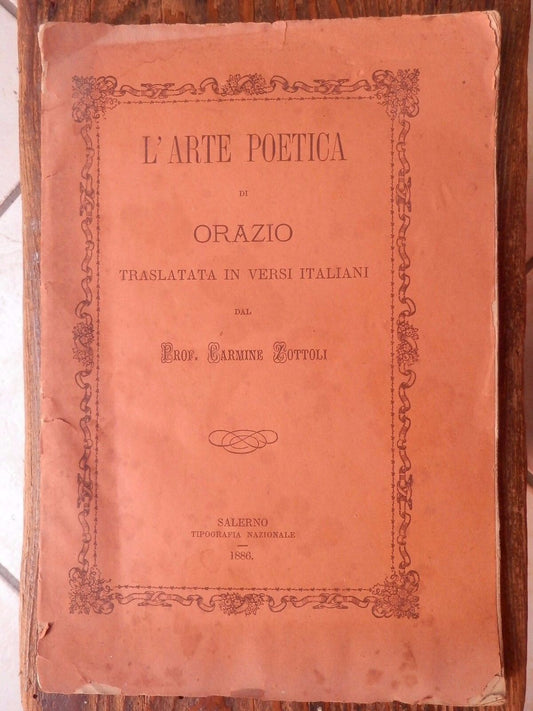 L'ARTE POETICA
DI
ORAZIO
TRASLATATA IN VERSI ITALIANI
DAL
PROF. CARMINE ZOTTOLI
SALERNO
TIPOGRAFIA NAZIONALE
1886.